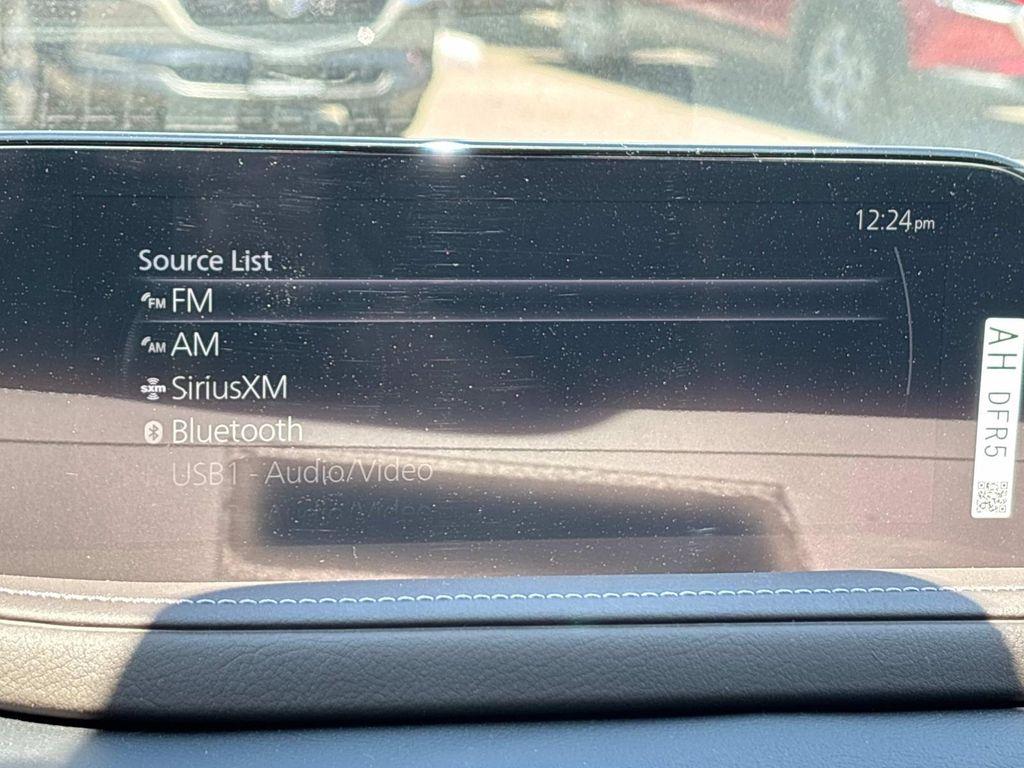 12:24pm
Source List
FM FM
AM AM
sxm SiriusXM
Bluetooth
USB1 - Audio/Video
AH DFR5